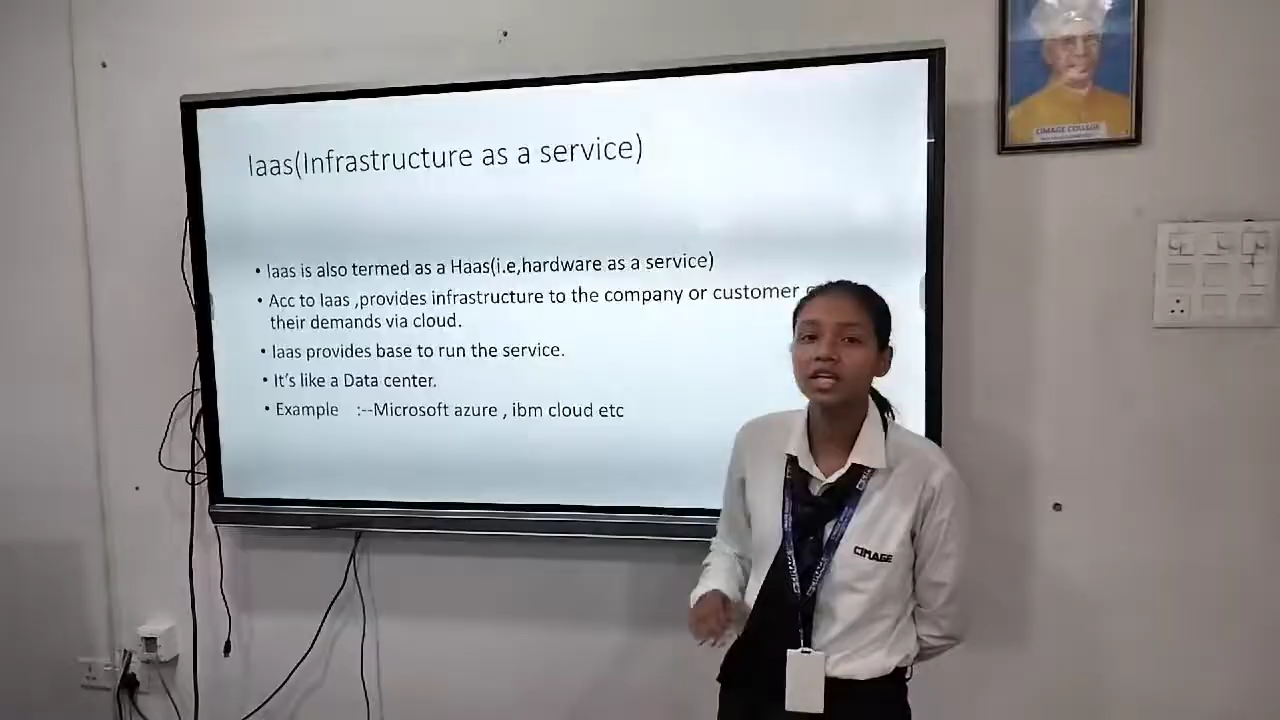 Iaas(Infrastructure as a service)
• Iaas is also termed as a Haas(i.e,hardware as a service)
• Acc to Iaas ,provides infrastructure to the company or customer
their demands via cloud.
• Iaas provides base to run the service.
• It's like a Data center.
• Example :--Microsoft azure , ibm cloud etc
CIMAGE COLLEGE
CIMAGE